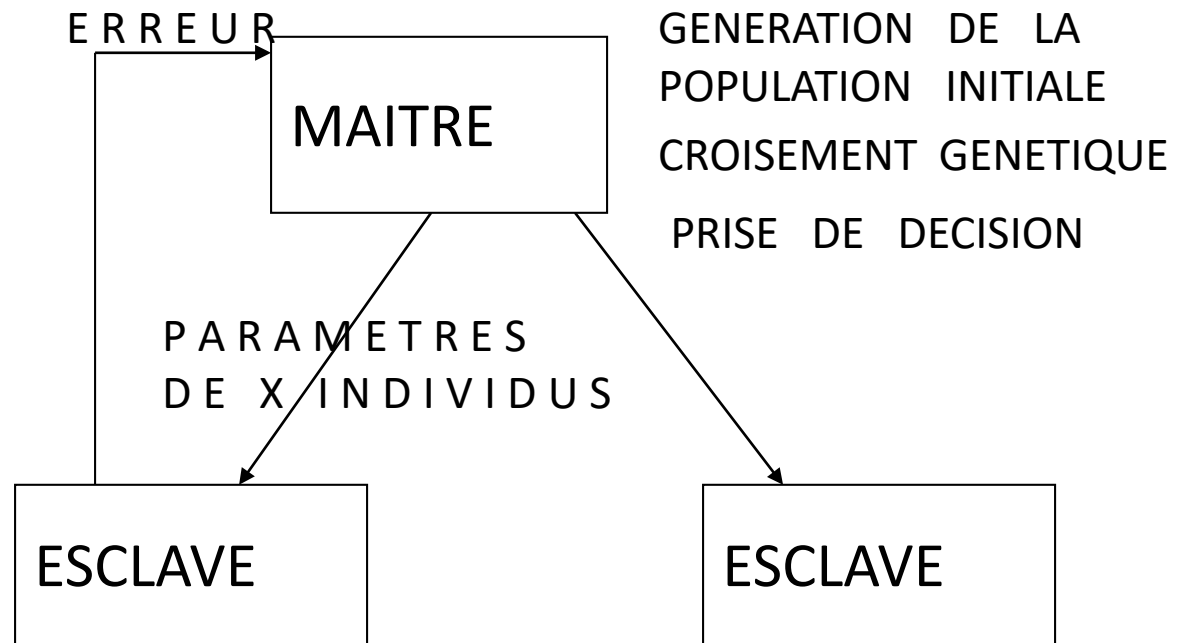 E R R E U R
MAITRE
GENERATION DE LA
POPULATION INITIALE
CROISEMENT GENETIQUE
PRISE DE DECISION
P A R A M E T R E S
D E X I N D I V I D U S
ESCLAVE
ESCLAVE